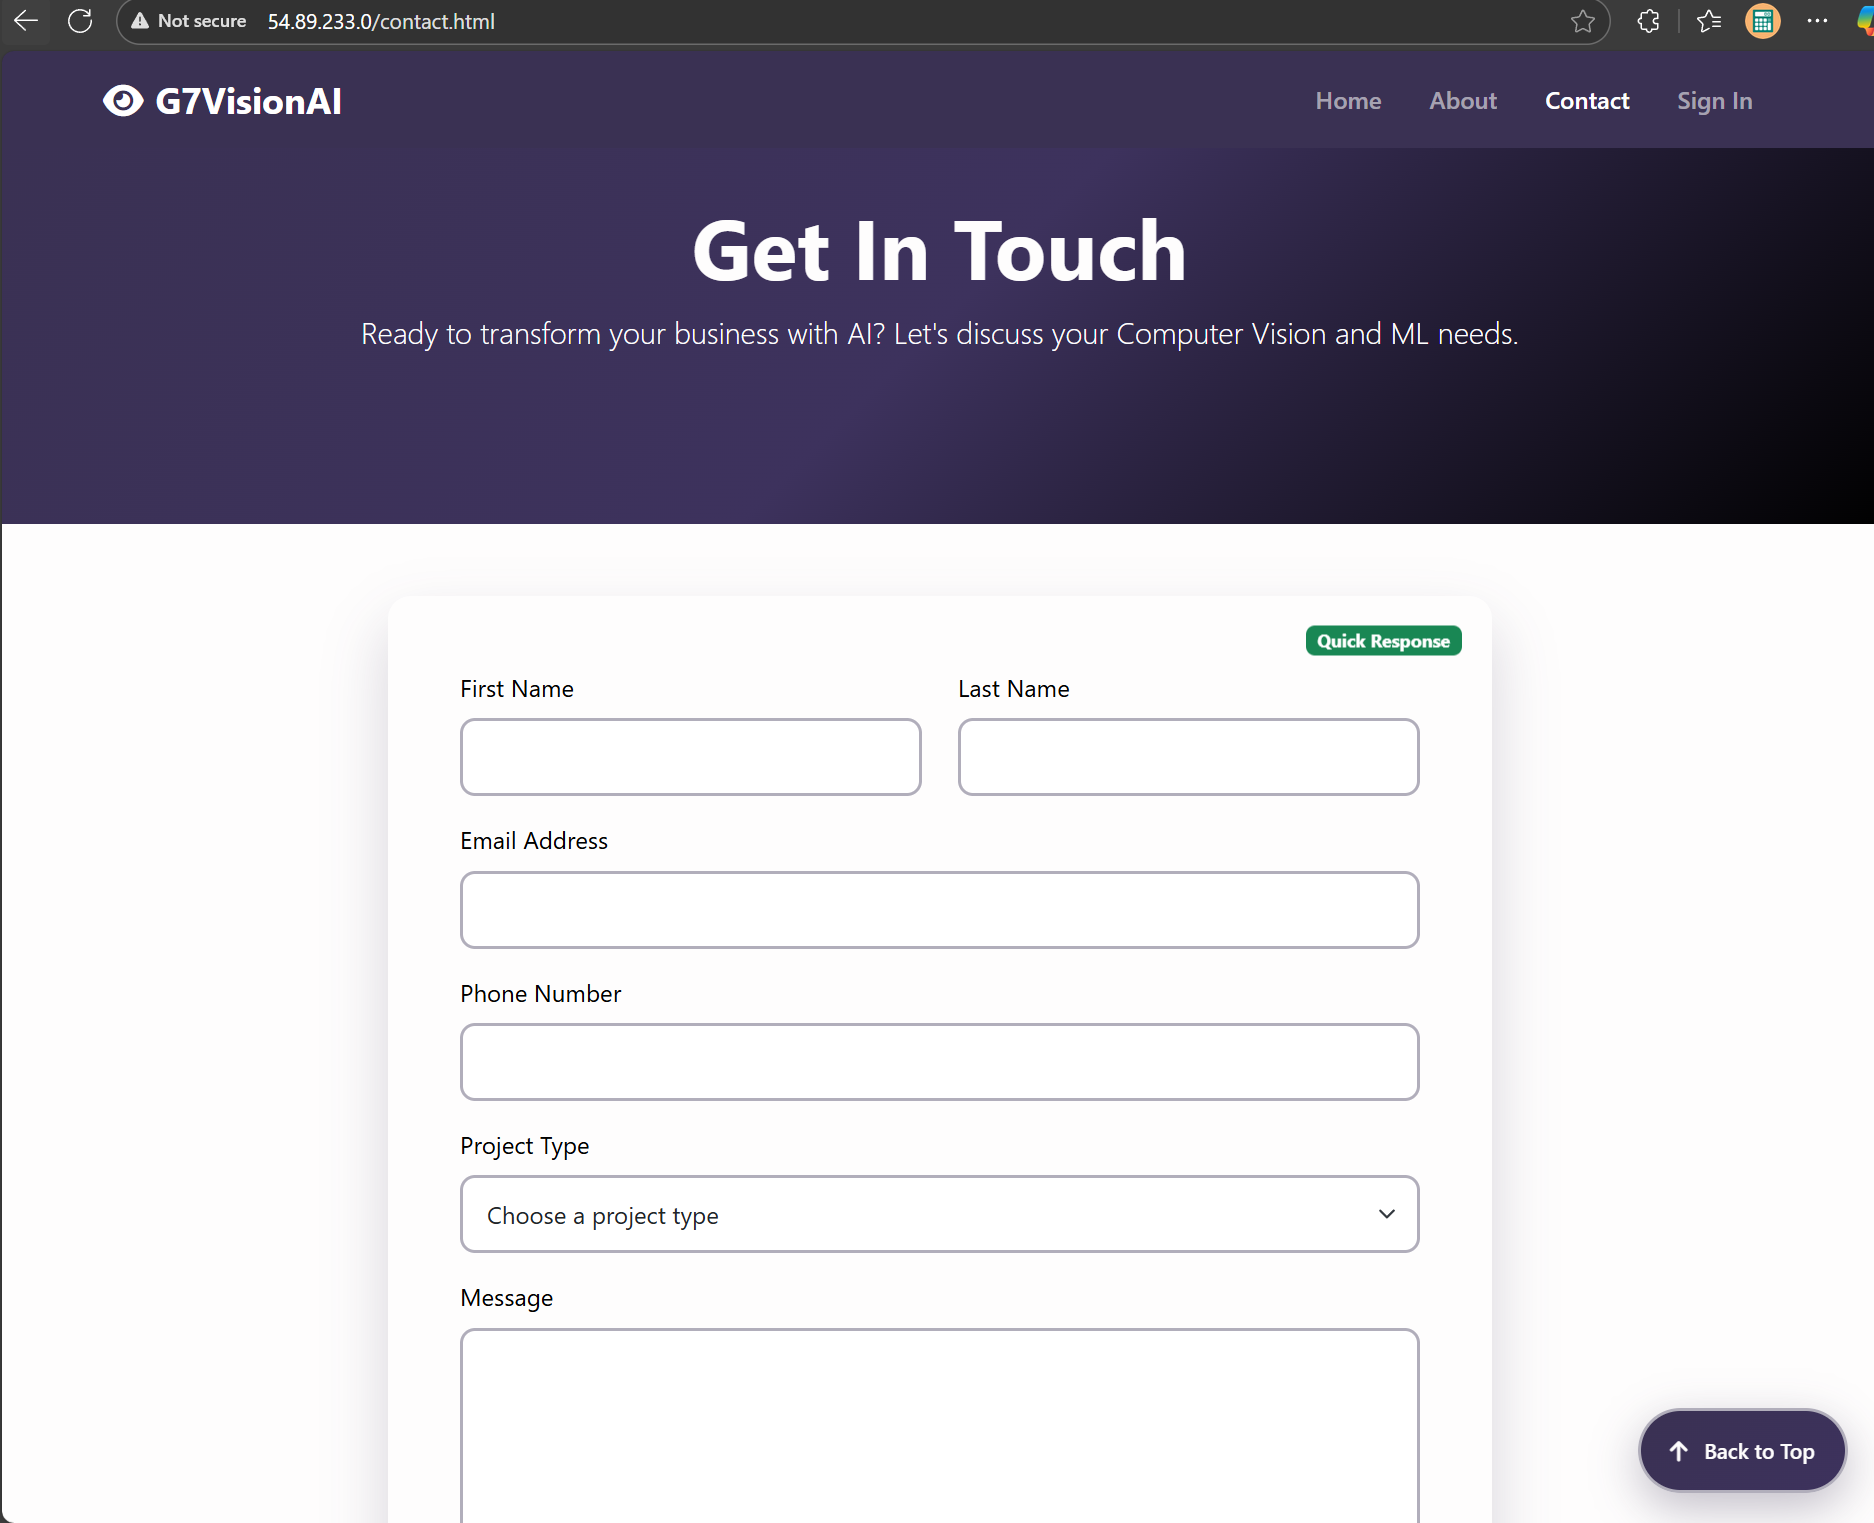 Not secure 54.89.233.0/contact.html
G7VisionAI
Home About Contact Sign In
Get In Touch
Ready to transform your business with AI? Let's discuss your Computer Vision and ML needs.
Quick Response
First Name Last Name
Email Address
Phone Number
Project Type
Choose a project type
Message
Back to Top